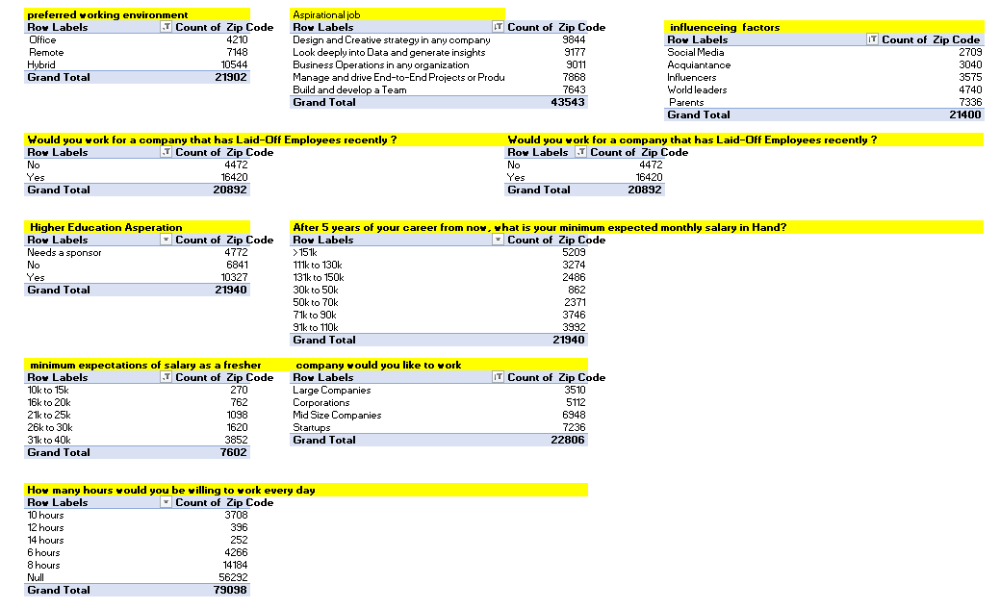 preferred working environment
Row Labels Count of Zip Code
Office 4210
Remote 7148
Hybrid 10544
Grand Total 21902
Aspirational job
Row Labels Count of Zip Code
Design and Creative strategy in any company 9844
Look deeply into Data and generate insights 9177
Business Operations in any organization 9011
Manage and drive End-to-End Projects or Produ 7868
Build and develop a Team 7643
Grand Total 43543
influenceing factors
Row Labels Count of Zip Code
Social Media 2709
Acquiantance 3040
Influencers 3575
World leaders 4740
Parents 7336
Grand Total 21400
Would you work for a company that has Laid-Off Employees recently ?
Row Labels Count of Zip Code
No 4472
Yes 16420
Grand Total 20892
Would you work for a company that has Laid-Off Employees recently ?
Row Labels Count of Zip Code
No 4472
Yes 16420
Grand Total 20892
Higher Education Asperation
Row Labels Count of Zip Code
Needs a sponsor 4772
No 6841
Yes 10327
Grand Total 21940
After 5 years of your career from now, what is your minimum expected monthly salary in Hand?
Row Labels Count of Zip Code
>151k 5209
111k to 130k 3274
131k to 150k 2486
30k to 50k 862
50k to 70k 2371
71k to 90k 3746
91k to 110k 3992
Grand Total 21940
minimum expectations of salary as a fresher
Row Labels Count of Zip Code
10k to 15k 270
16k to 20k 762
21k to 25k 1098
26k to 30k 1620
31k to 40k 3852
Grand Total 7602
company would you like to work
Row Labels Count of Zip Code
Large Companies 3510
Corporations 5112
Mid Size Companies 6948
Startups 7236
Grand Total 22806
How many hours would you be willing to work every day
Row Labels Count of Zip Code
10 hours 3708
12 hours 396
14 hours 252
6 hours 4266
8 hours 14184
Null 56292
Grand Total 79098